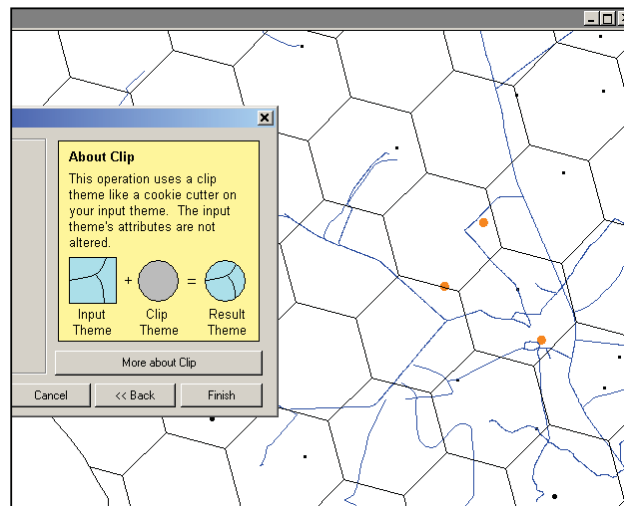 About Clip
This operation uses a clip
theme like a cookie cutter on
your input theme.  The input
theme's attributes are not
altered.
+
=
Input
Theme
Clip
Theme
Result
Theme
More about Clip
Cancel
<< Back
Finish